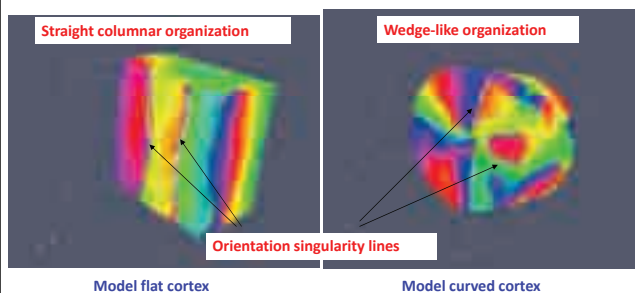 Straight columnar organization
Wedge-like organization
Orientation singularity lines
Model flat cortex
Model curved cortex